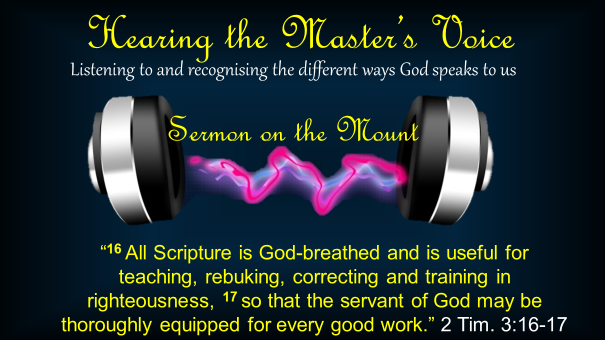 Hearing the Master's Voice
Listening to and recognising the different ways God speaks to us
Sermon on the Mount
“16 All Scripture is God-breathed and is useful for
teaching, rebuking, correcting and training in
righteousness, 17 so that the servant of God may be
thoroughly equipped for every good work.” 2 Tim. 3:16-17